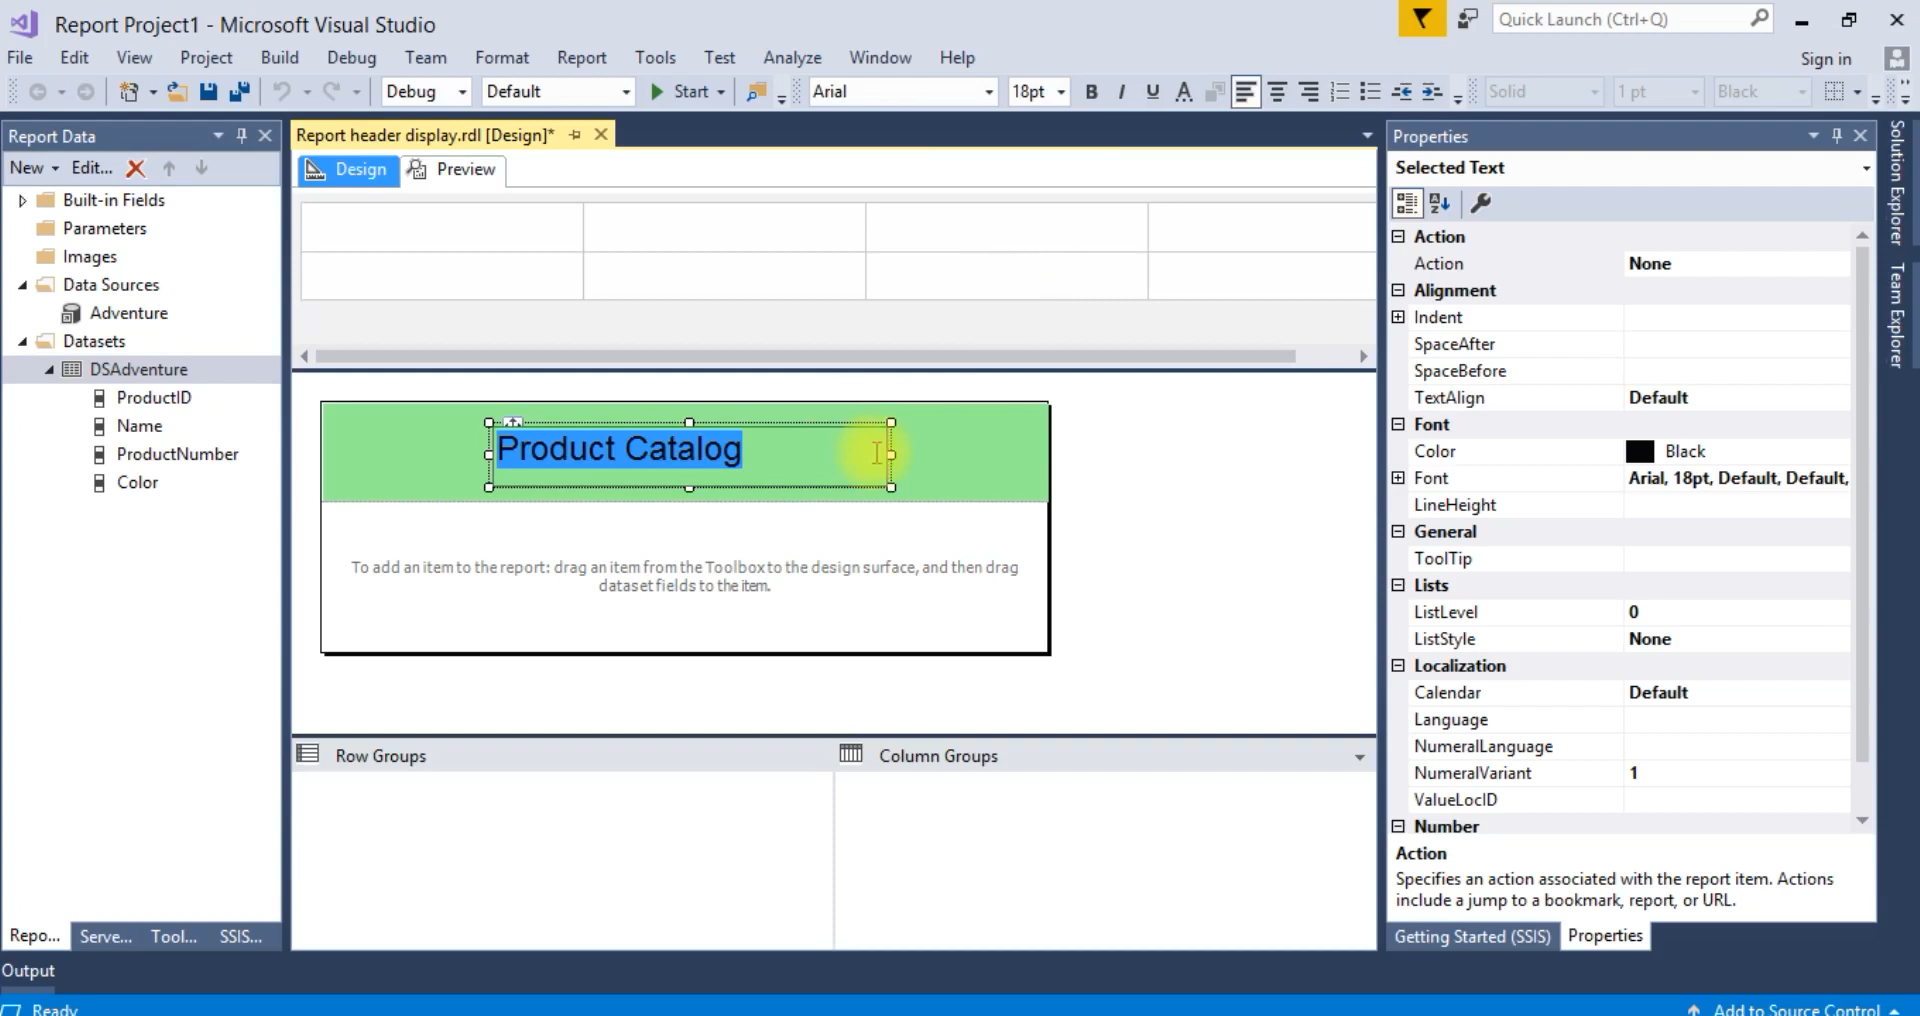 Report Project1 - Microsoft Visual Studio
Quick Launch (Ctrl+Q)
File Edit View Project Build Debug Team Format Report Tools Test Analyze Window Help
Sign in
Debug Default Start Arial 18pt B I U A Solid 1 pt Black
Report Data
New Edit...
Built-in Fields
Parameters
Images
Data Sources
Adventure
Datasets
DSAdventure
ProductID
Name
ProductNumber
Color
Repo... Serve... Tool... SSIS...
Report header display.rdl [Design]*
Design Preview
Product Catalog
To add an item to the report: drag an item from the Toolbox to the design surface, and then drag
dataset fields to the item.
Row Groups
Column Groups
Properties
Selected Text
Action
Action None
Alignment
Indent
SpaceAfter
SpaceBefore
TextAlign Default
Font
Color Black
Font Arial, 18pt, Default, Default,
LineHeight
General
ToolTip
Lists
ListLevel 0
ListStyle None
Localization
Calendar Default
Language
NumeralLanguage
NumeralVariant 1
ValueLocID
Number
Action
Specifies an action associated with the report item. Actions
include a jump to a bookmark, report, or URL.
Getting Started (SSIS) Properties
Solution Explorer
Team Explorer
Output
Ready
Add to Source Control